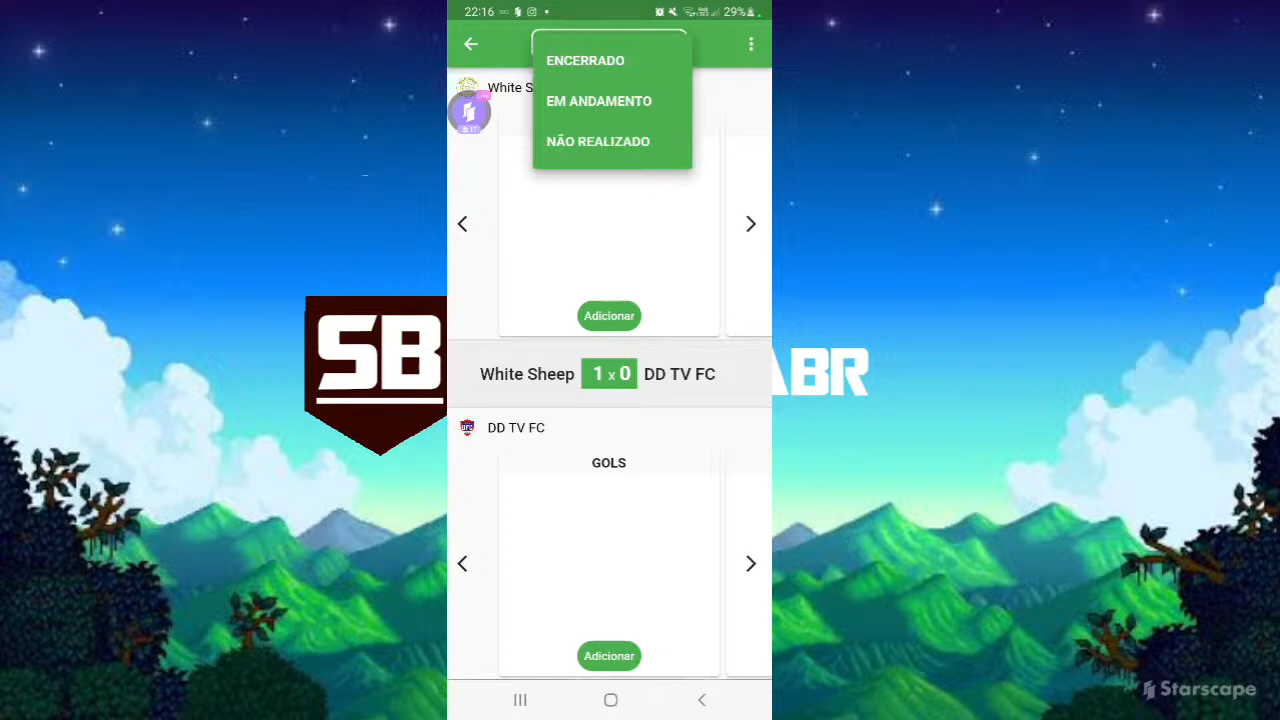 22:16
29%
ENCERRADO
White S
EM ANDAMENTO
NÃO REALIZADO
Adicionar
SB
White Sheep 1 x 0 DD TV FC
ABR
DD TV FC
GOLS
Adicionar
Starscape